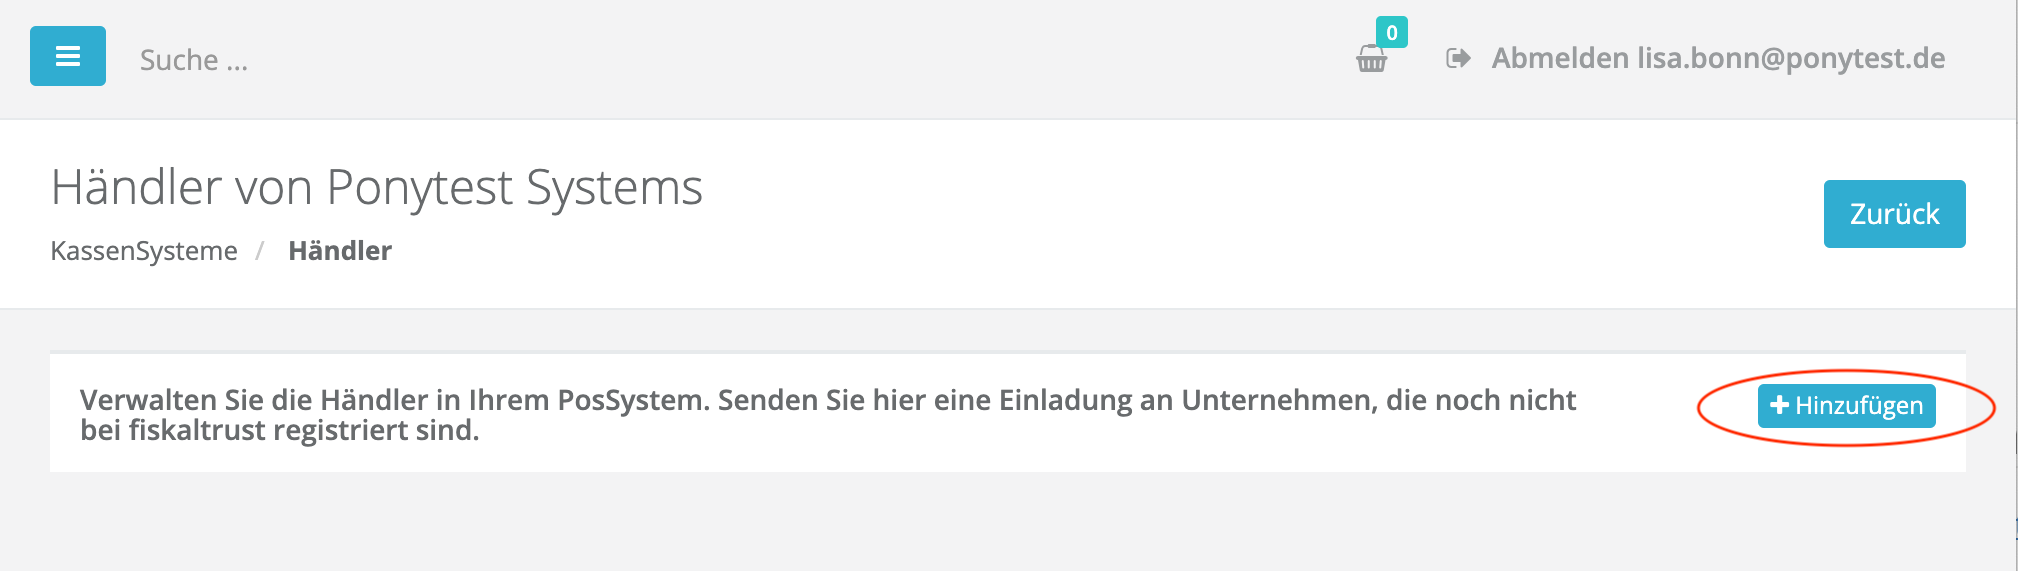 Suche ...
0
Abmelden lisa.bonn@ponytest.de
Händler von Ponytest Systems
KassenSysteme / Händler
Zurück
Verwalten Sie die Händler in Ihrem PosSystem. Senden Sie hier eine Einladung an Unternehmen, die noch nicht
bei fiskaltrust registriert sind.
Hinzufügen